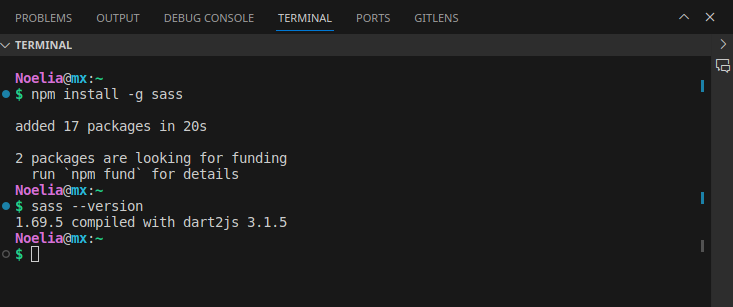 PROBLEMS OUTPUT DEBUG CONSOLE TERMINAL PORTS GITLENS
TERMINAL
Noelia@mx:~
$ npm install -g sass
added 17 packages in 20s
2 packages are looking for funding
run `npm fund` for details
Noelia@mx:~
$ sass --version
1.69.5 compiled with dart2js 3.1.5
Noelia@mx:~
$